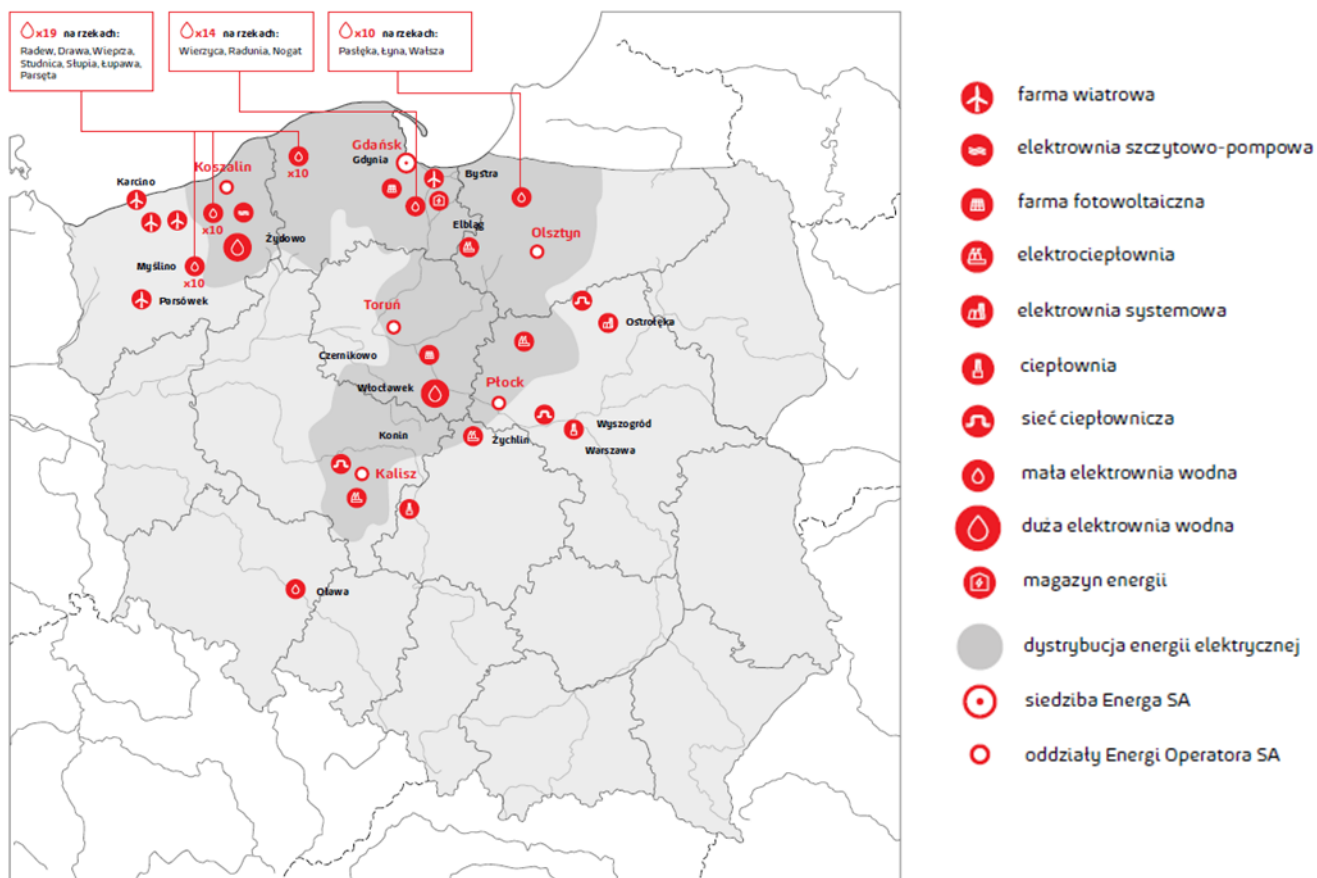 x19 na rzekach:
Radew, Drawa, Wieprza,
Studnica, Słupia, Łupawa,
Parsęta
x14 na rzekach:
Wierzyca, Radunia, Nogat
x10 na rzekach:
Pasłęka, Łyna, Wałsza
Gdańsk
Gdynia
Koszalin
x10
Bystra
Karcino
Elbląg
x10
Żydowo
Olsztyn
Myślino
x10
Parsówek
Toruń
Ostrołęka
Czernikowo
Włocławek
Płock
Wyszogród
Konin
Żychlin
Warszawa
Kalisz
Oława
farma wiatrowa
elektrownia szczytowo-pompowa
farma fotowoltaiczna
elektrociepłownia
elektrownia systemowa
ciepłownia
sieć ciepłownicza
mała elektrownia wodna
duża elektrownia wodna
magazyn energii
dystrybucja energii elektrycznej
siedziba Energa SA
oddziały Energi Operatora SA